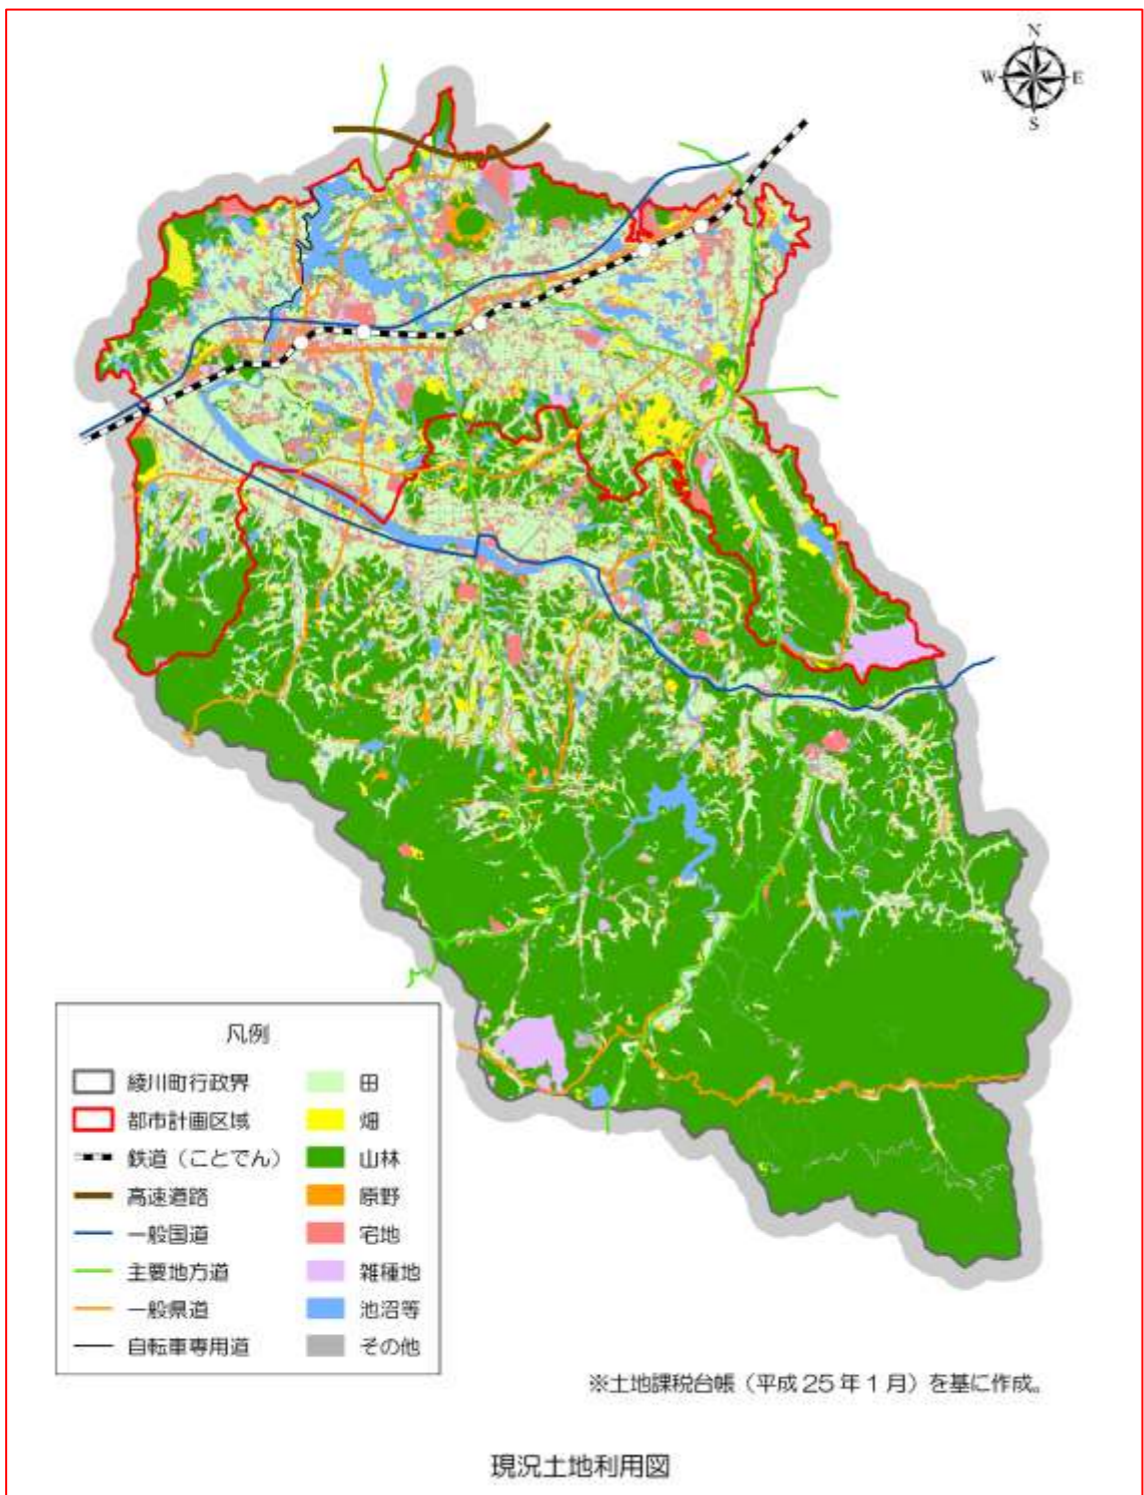 N
W
E
S
凡例
綾川町行政界
都市計画区域
鉄道（ことでん）
高速道路
一般国道
主要地方道
一般県道
自転車専用道
田
畑
山林
原野
宅地
雑種地
池沼等
その他
※土地課税台帳（平成25年1月）を基に作成。
現況土地利用図